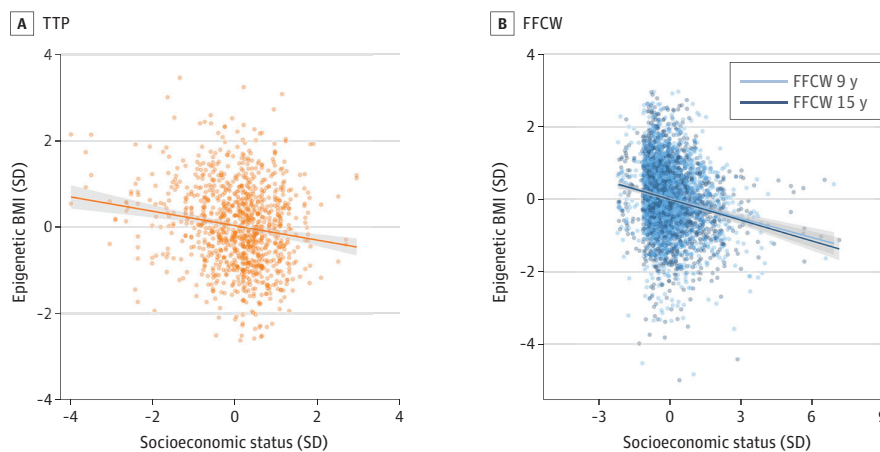 A TTP
4
2
0
-2
-4
-4 -2 0 2 4
Epigenetic BMI (SD)
Socioeconomic status (SD)
B FFCW
4
2
0
-2
-4
-3 0 3 6 9
Epigenetic BMI (SD)
Socioeconomic status (SD)
FFCW 9 y
FFCW 15 y